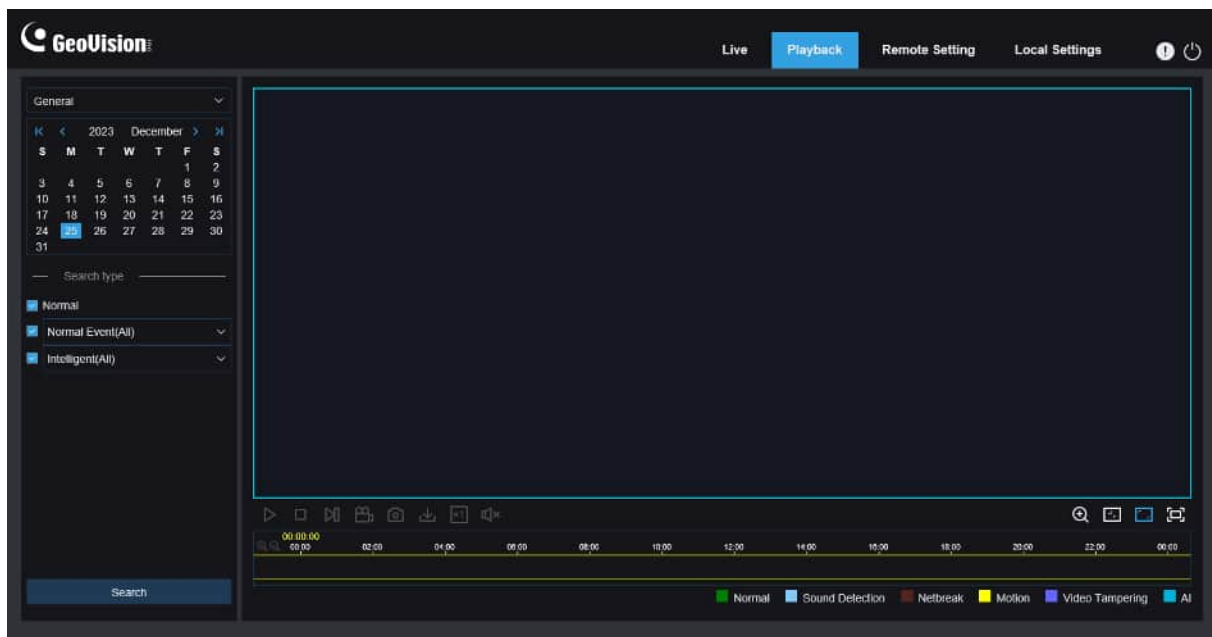 GeoVision
Live Playback Remote Setting Local Settings
General
2023 December
S M T W T F S
1 2
3 4 5 6 7 8 9
10 11 12 13 14 15 16
17 18 19 20 21 22 23
24 25 26 27 28 29 30
31
Search type
Normal
Normal Event(All)
Intelligent(All)
Search
00:00:00
00:00 02:00 04:00 06:00 08:00 10:00 12:00 14:00 16:00 18:00 20:00 22:00 00:00
Normal Sound Detection Netbreak Motion Video Tampering AI